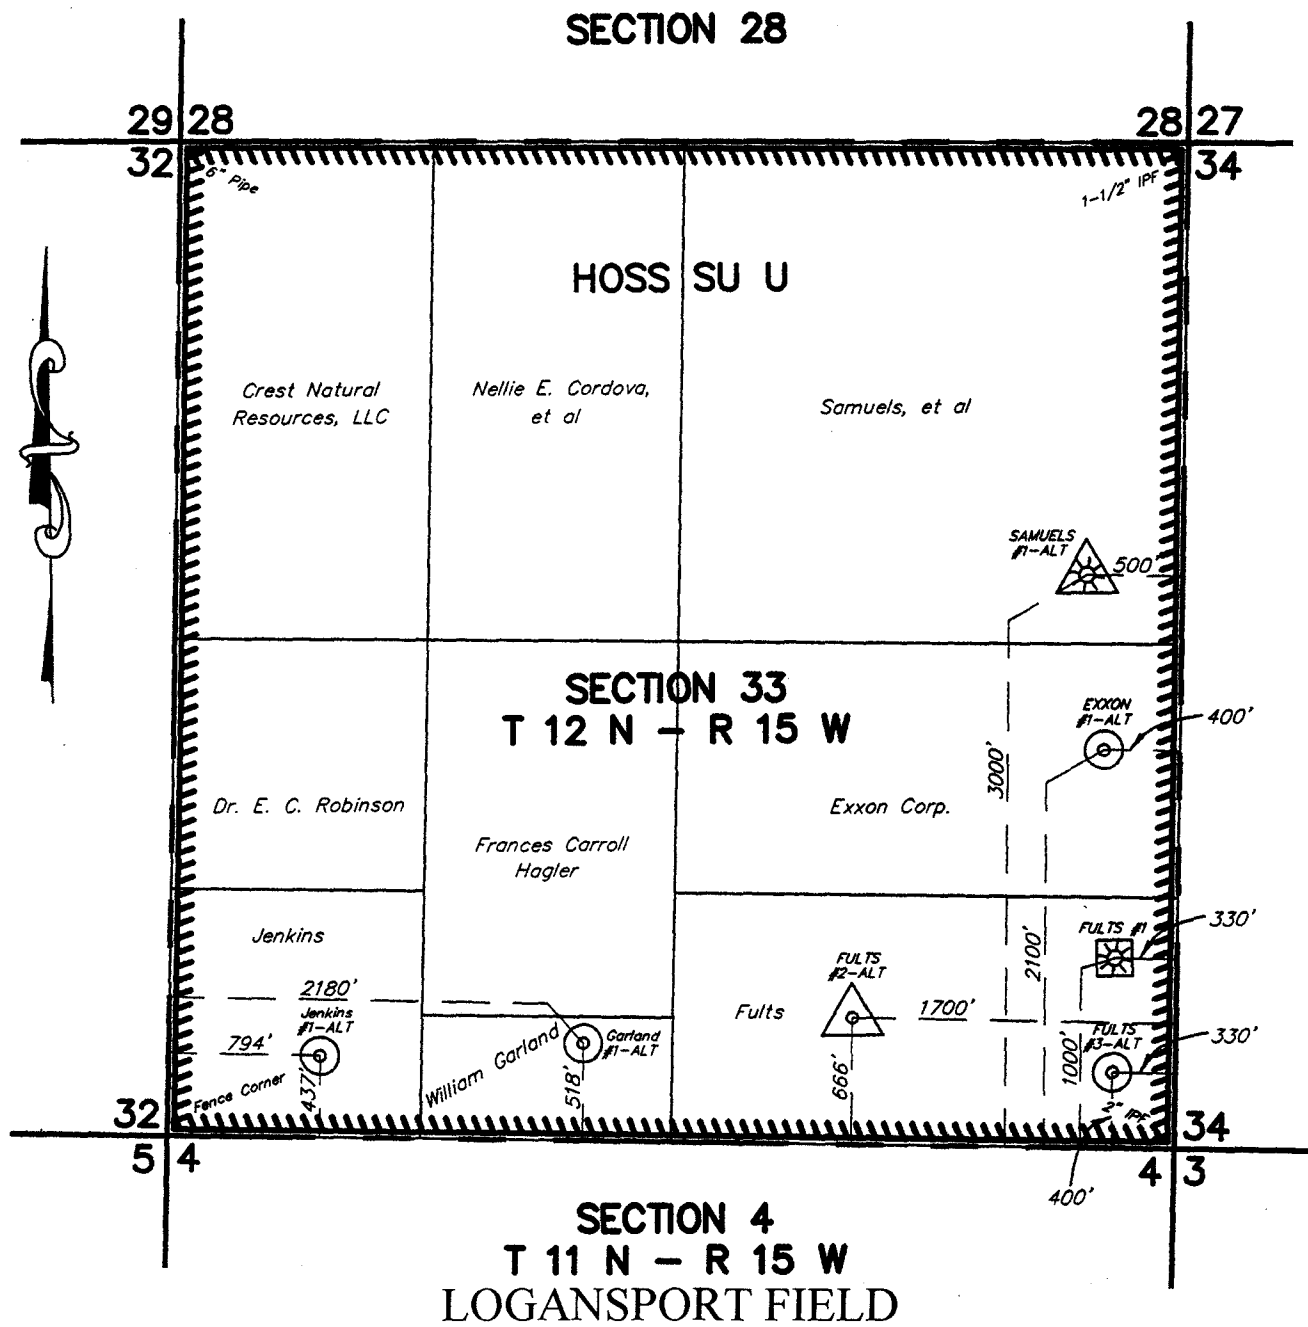 SECTION 28
29 28
28 27
32
34
6" Pipe
1-1/2" IPF
HOSS SU U
Crest Natural
Resources, LLC
Nellie E. Cordova,
et al
Samuels, et al
SAMUELS
#1-ALT
500'
SECTION 33
T 12 N - R 15 W
EXXON
#1-ALT
400'
3000'
Dr. E. C. Robinson
Exxon Corp.
Frances Carroll
Hagler
Jenkins
FULTS #1
330'
2100'
FULTS
#2-ALT
2180'
Fults
1700'
Jenkins
#1-ALT
794'
Garland
#1-ALT
FULTS
#3-ALT
330'
William Garland
1000'
666'
518'
437'
Fence Corner
2" IPF
32
34
5 4
4 3
400'
SECTION 4
T 11 N - R 15 W
LOGANSPORT FIELD